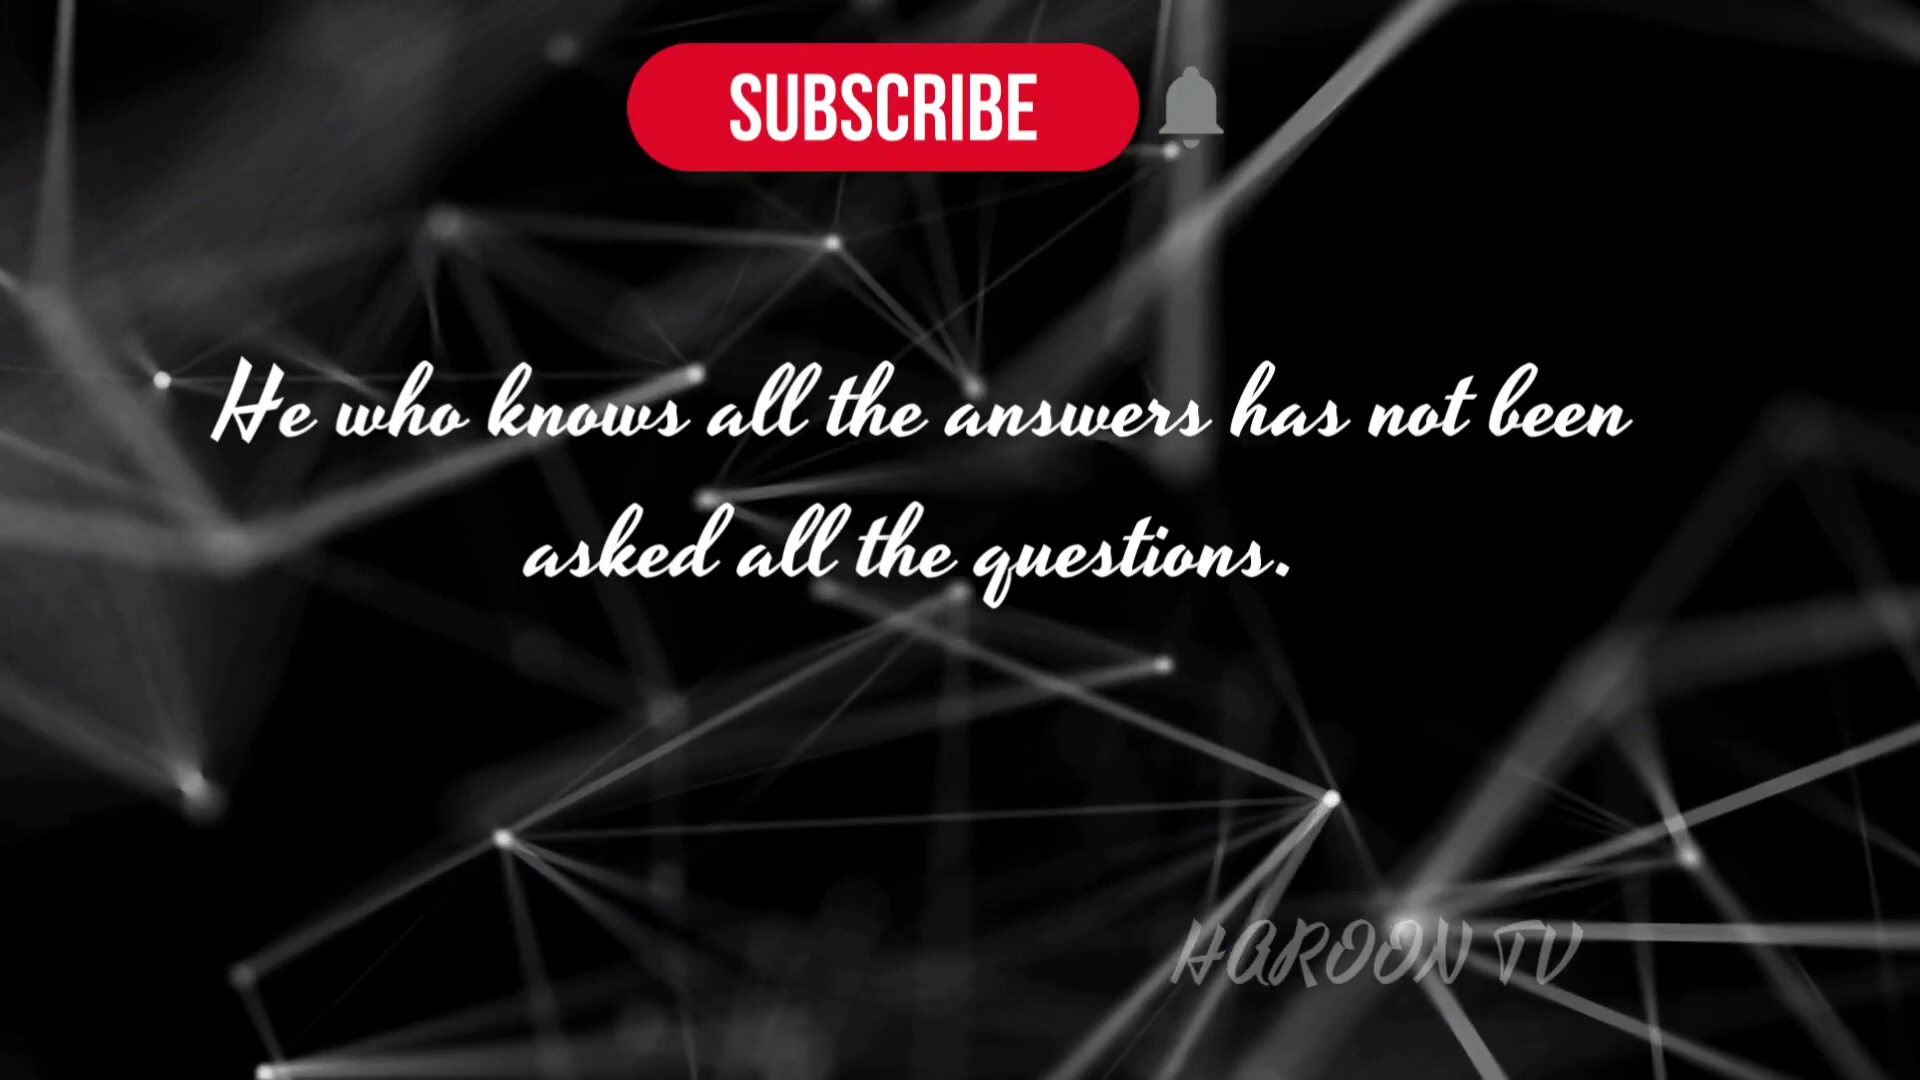 SUBSCRIBE
He who knows all the answers has not been
asked all the questions.
HAROON TV